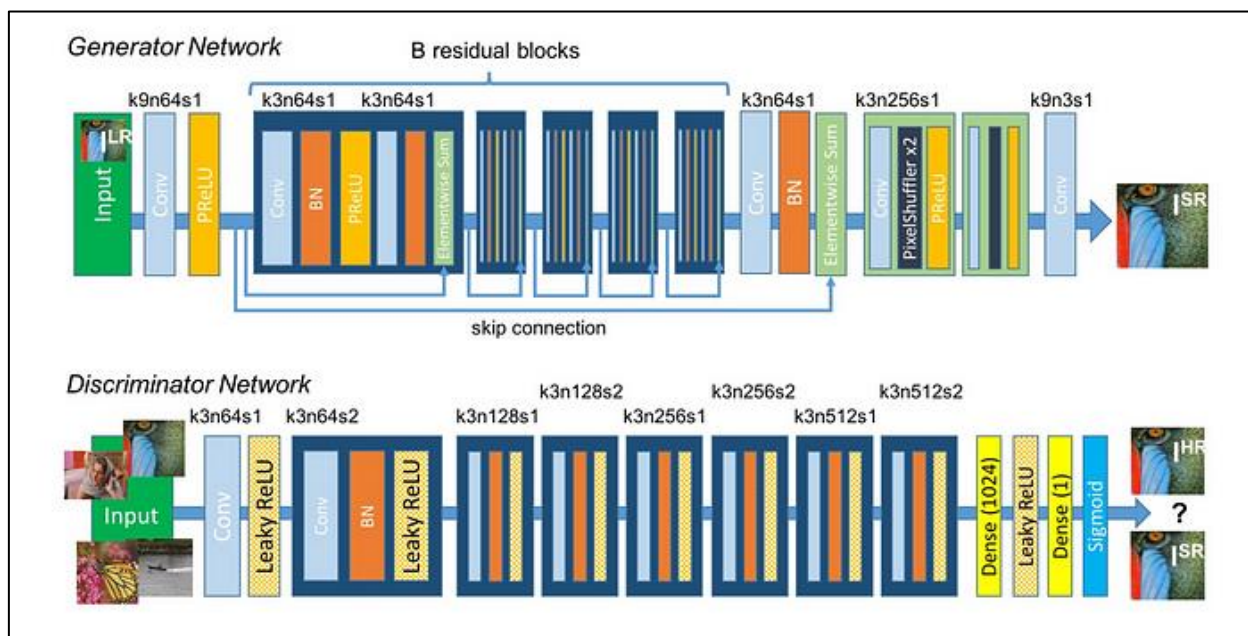 Generator Network
B residual blocks
k9n64s1
k3n64s1
k3n64s1
k3n64s1
k3n256s1
k9n3s1
I^LR
Input
Conv
PReLU
Conv
BN
PReLU
Elementwise Sum
Conv
BN
Elementwise Sum
Conv
PixelShuffler x2
PReLU
Conv
I^SR
skip connection
Discriminator Network
k3n64s1
k3n64s2
k3n128s1
k3n128s2
k3n256s1
k3n256s2
k3n512s1
k3n512s2
Input
Conv
Leaky ReLU
Conv
BN
Leaky ReLU
Dense (1024)
Leaky ReLU
Dense (1)
Sigmoid
I^HR
?
I^SR